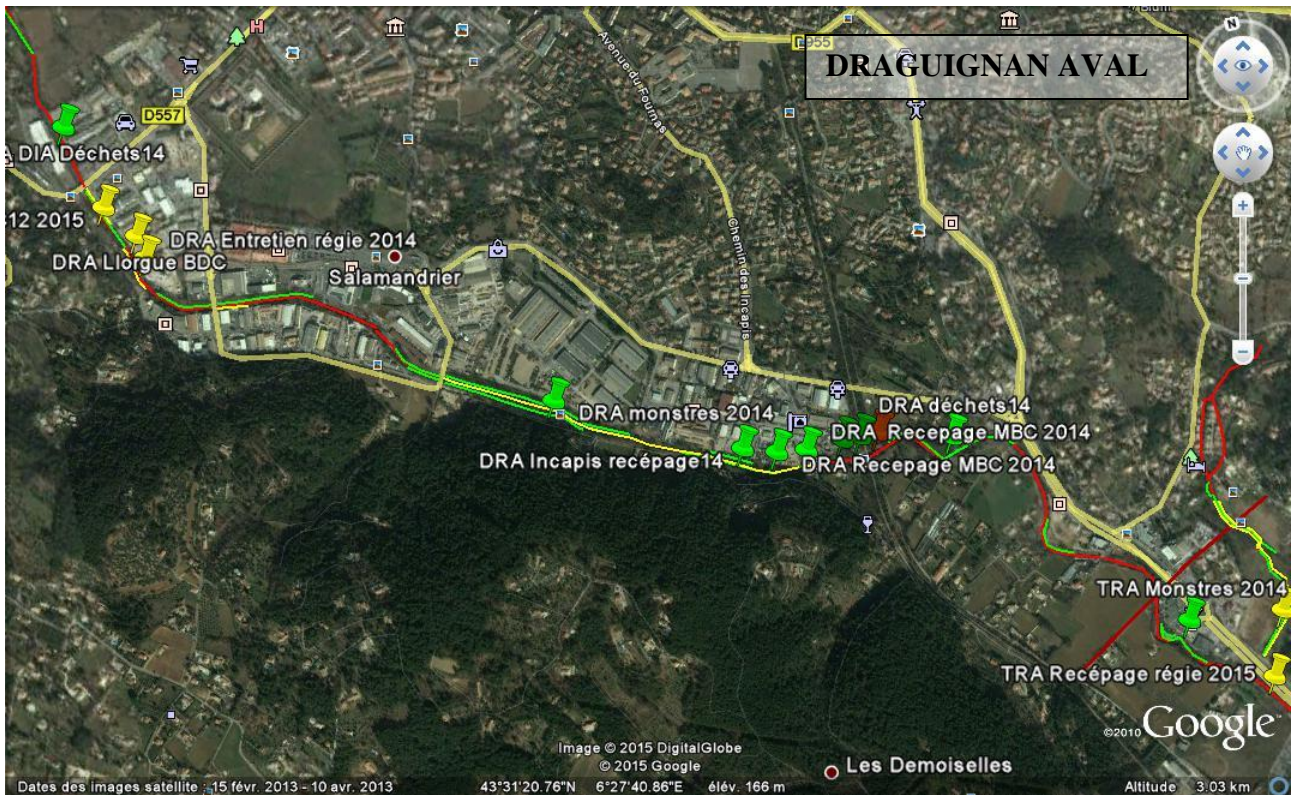 DRAGUIGNAN AVAL
N
H
D557
Avenue du Fournas
A DIA Déchets14
412 2015
DRA Entretien régie 2014
DRA Llorgue BDC
Salamandrier
Chemin des Incapis
DRA monstres 2014
DRA déchets14
DRA Recepage MBC 2014
DRA Incapis recépage14
DRA Recepage MBC 2014
TRA Monstres 2014
TRA Recépage régie 2015
©2010 Google™
Image © 2015 DigitalGlobe
© 2015 Google
Les Demoiselles
Dates des images satellite : 15 févr. 2013 - 10 avr. 2013 43°31'20.76"N 6°27'40.86"E élév. 166 m Altitude 3.03 km